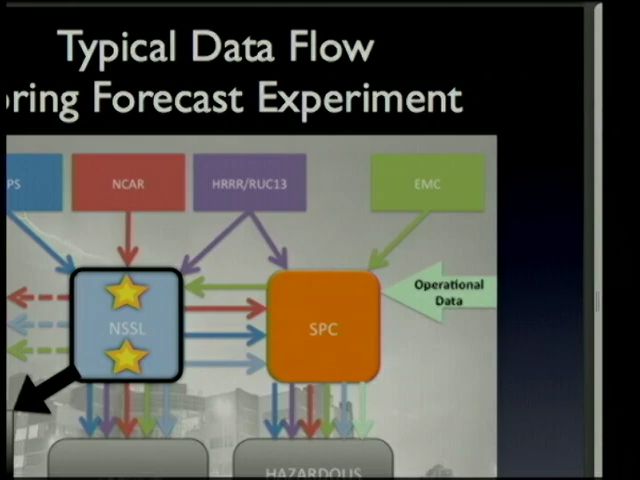 Typical Data Flow
oring Forecast Experiment
PS NCAR HRRR/RUC13 EMC
Operational
Data
NSSL SPC
HAZARDOUS